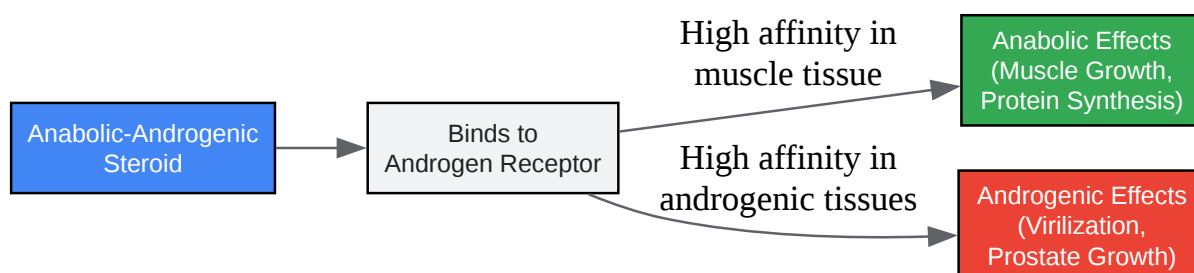 Anabolic-Androgenic
Steroid
Binds to
Androgen Receptor
High affinity in
muscle tissue
High affinity in
androgenic tissues
Anabolic Effects
(Muscle Growth,
Protein Synthesis)
Androgenic Effects
(Virilization,
Prostate Growth)